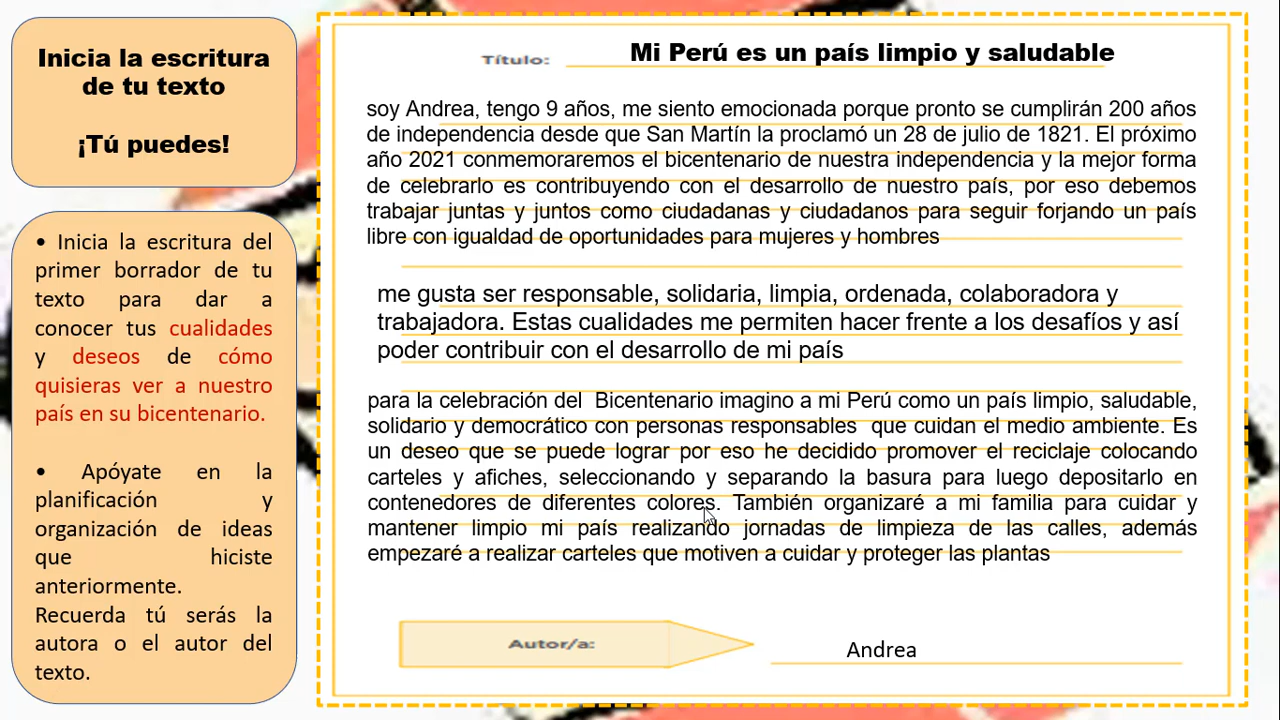 Inicia la escritura
de tu texto
¡Tú puedes!
• Inicia la escritura del
primer borrador de tu
texto para dar a
conocer tus cualidades
y deseos de cómo
quisieras ver a nuestro
país en su bicentenario.
• Apóyate en la
planificación y
organización de ideas
que hiciste
anteriormente.
Recuerda tú serás la
autora o el autor del
texto.
Título: Mi Perú es un país limpio y saludable
soy Andrea, tengo 9 años, me siento emocionada porque pronto se cumplirán 200 años
de independencia desde que San Martín la proclamó un 28 de julio de 1821. El próximo
año 2021 conmemoraremos el bicentenario de nuestra independencia y la mejor forma
de celebrarlo es contribuyendo con el desarrollo de nuestro país, por eso debemos
trabajar juntas y juntos como ciudadanas y ciudadanos para seguir forjando un país
libre con igualdad de oportunidades para mujeres y hombres
me gusta ser responsable, solidaria, limpia, ordenada, colaboradora y
trabajadora. Estas cualidades me permiten hacer frente a los desafíos y así
poder contribuir con el desarrollo de mi país
para la celebración del Bicentenario imagino a mi Perú como un país limpio, saludable,
solidario y democrático con personas responsables que cuidan el medio ambiente. Es
un deseo que se puede lograr por eso he decidido promover el reciclaje colocando
carteles y afiches, seleccionando y separando la basura para luego depositarlo en
contenedores de diferentes colores. También organizaré a mi familia para cuidar y
mantener limpio mi país realizando jornadas de limpieza de las calles, además
empezaré a realizar carteles que motiven a cuidar y proteger las plantas
Autor/a: Andrea